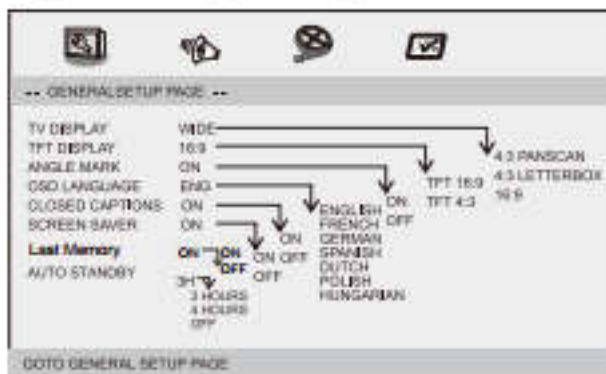 -- GENERAL SETUP PAGE --
TV DISPLAY WIDE
TFT DISPLAY 16:9
ANGLE MARK ON
OSD LANGUAGE ENG
CLOSED CAPTIONS ON
SCREEN SAVER ON
Last Memory ON
AUTO STANDBY 3H
4:3 PANSCAN
4:3 LETTERBOX
16:9
TFT 16:9
TFT 4:3
ON
OFF
ENGLISH
FRENCH
GERMAN
SPANISH
DUTCH
POLISH
HUNGARIAN
ON
OFF
ON
OFF
ON
OFF
3 HOURS
4 HOURS
OFF
GOTO GENERAL SETUP PAGE